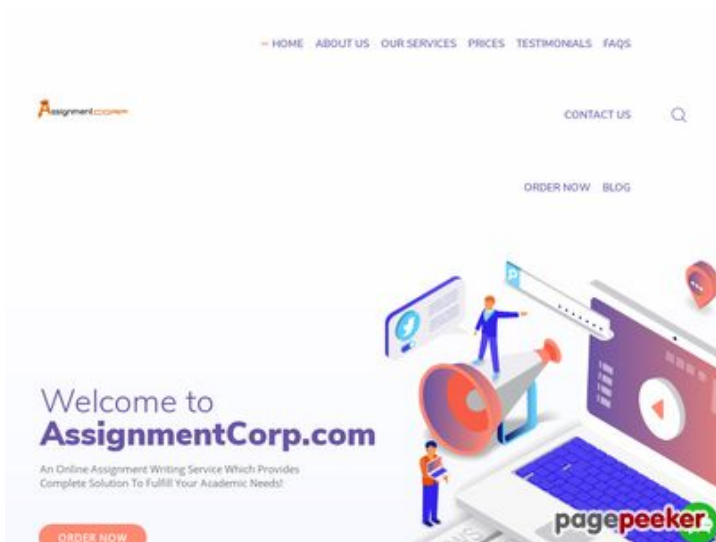 HOME ABOUT US OUR SERVICES PRICES TESTIMONIALS FAQS
AssignmentCORP
CONTACT US
ORDER NOW BLOG
P
Welcome to
AssignmentCorp.com
An Online Assignment Writing Service Which Provides
Complete Solution To Fulfill Your Academic Needs!
ORDER NOW
pagepeeker